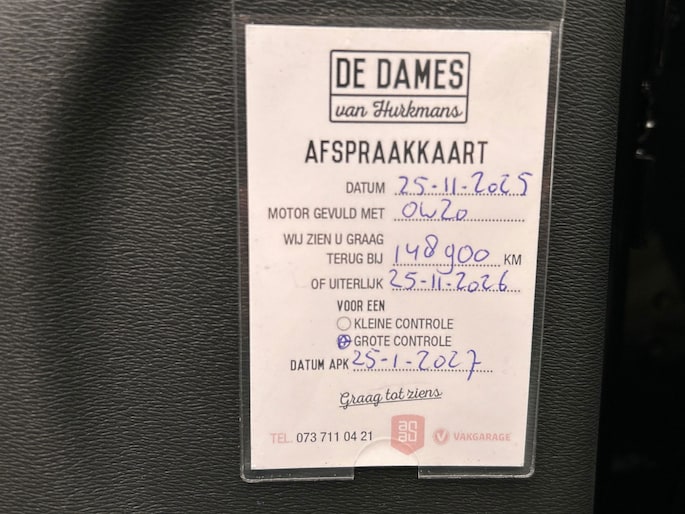 DE DAMES
van Hurkmans
AFSPRAAKKAART
DATUM 25-11-2025
MOTOR GEVULD MET 0W20
WIJ ZIEN U GRAAG
TERUG BIJ 148900 KM
OF UITERLIJK 25-11-2026
VOOR EEN
KLEINE CONTROLE
GROTE CONTROLE
DATUM APK 25-1-2027
Graag tot ziens
TEL. 073 711 04 21 VAKGARAGE